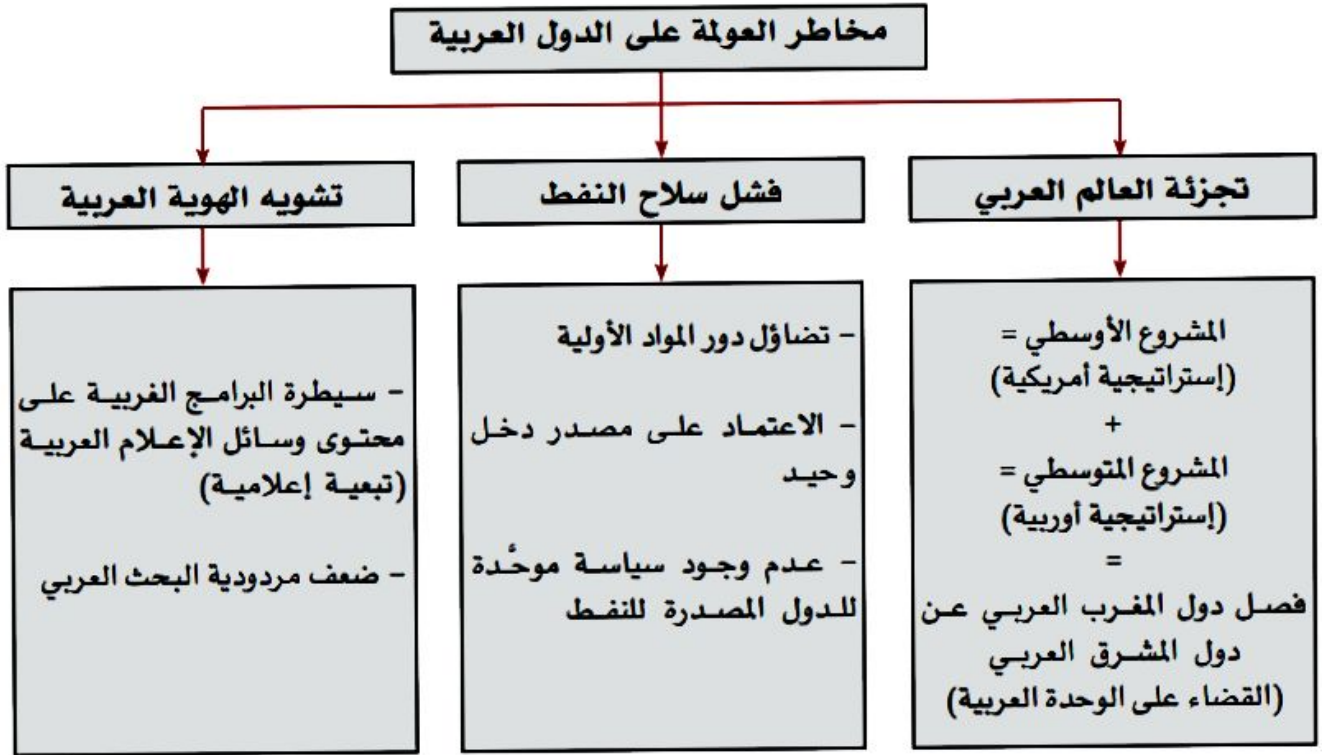 مخاطر العولمة على الدول العربية
تجزئة العالم العربي
المشروع الأوسطي =
(إستراتيجية أمريكية)
+
المشروع المتوسطي =
(إستراتيجية أوربية)
=
فصل دول المغرب العربي عن
دول المشرق العربي
(القضاء على الوحدة العربية)
فشل سلاح النفط
– تضاؤل دور المواد الأولية
– الاعتماد على مصدر دخل
وحيد
– عدم وجود سياسة موحَّدة
للدول المصدرة للنفط
تشويه الهوية العربية
– سيطرة البرامج الغربية على
محتوى وسائل الإعلام العربية
(تبعية إعلامية)
– ضعف مردودية البحث العربي